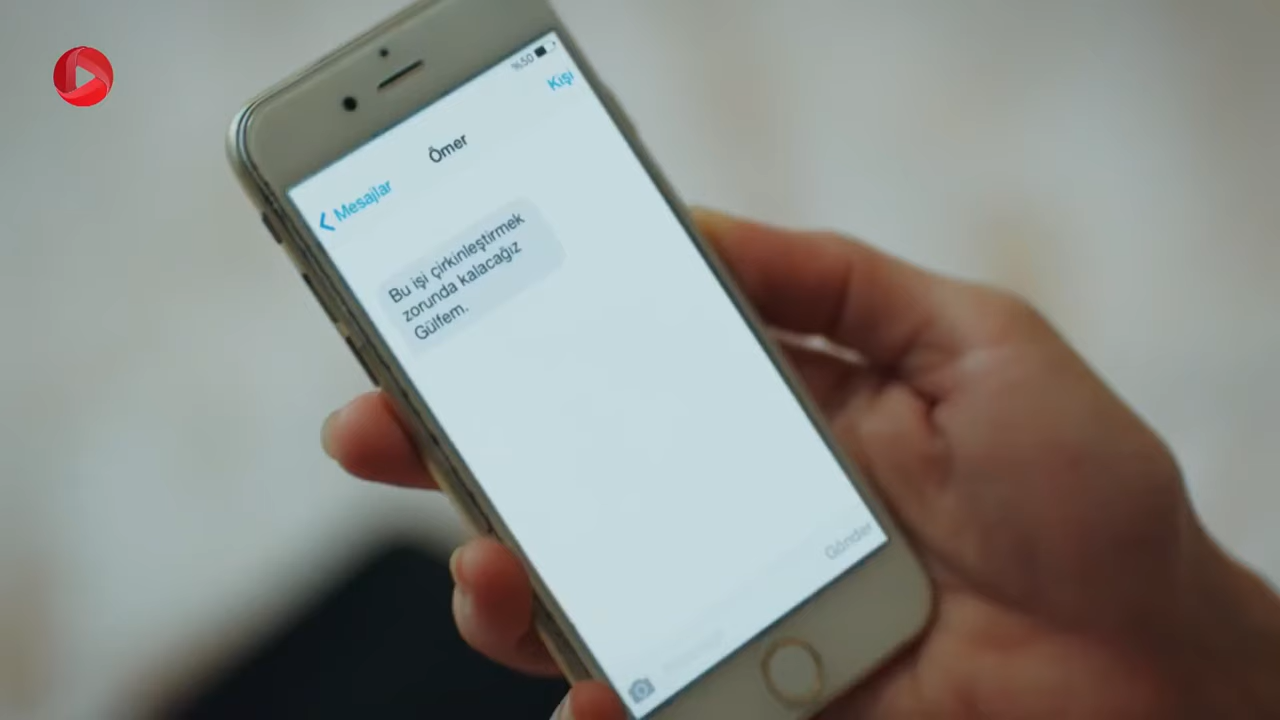 %50
Kişi
Ömer
Mesajlar
Bu işi çirkinleştirmek
zorunda kalacağız
Gülfem.
Gönder